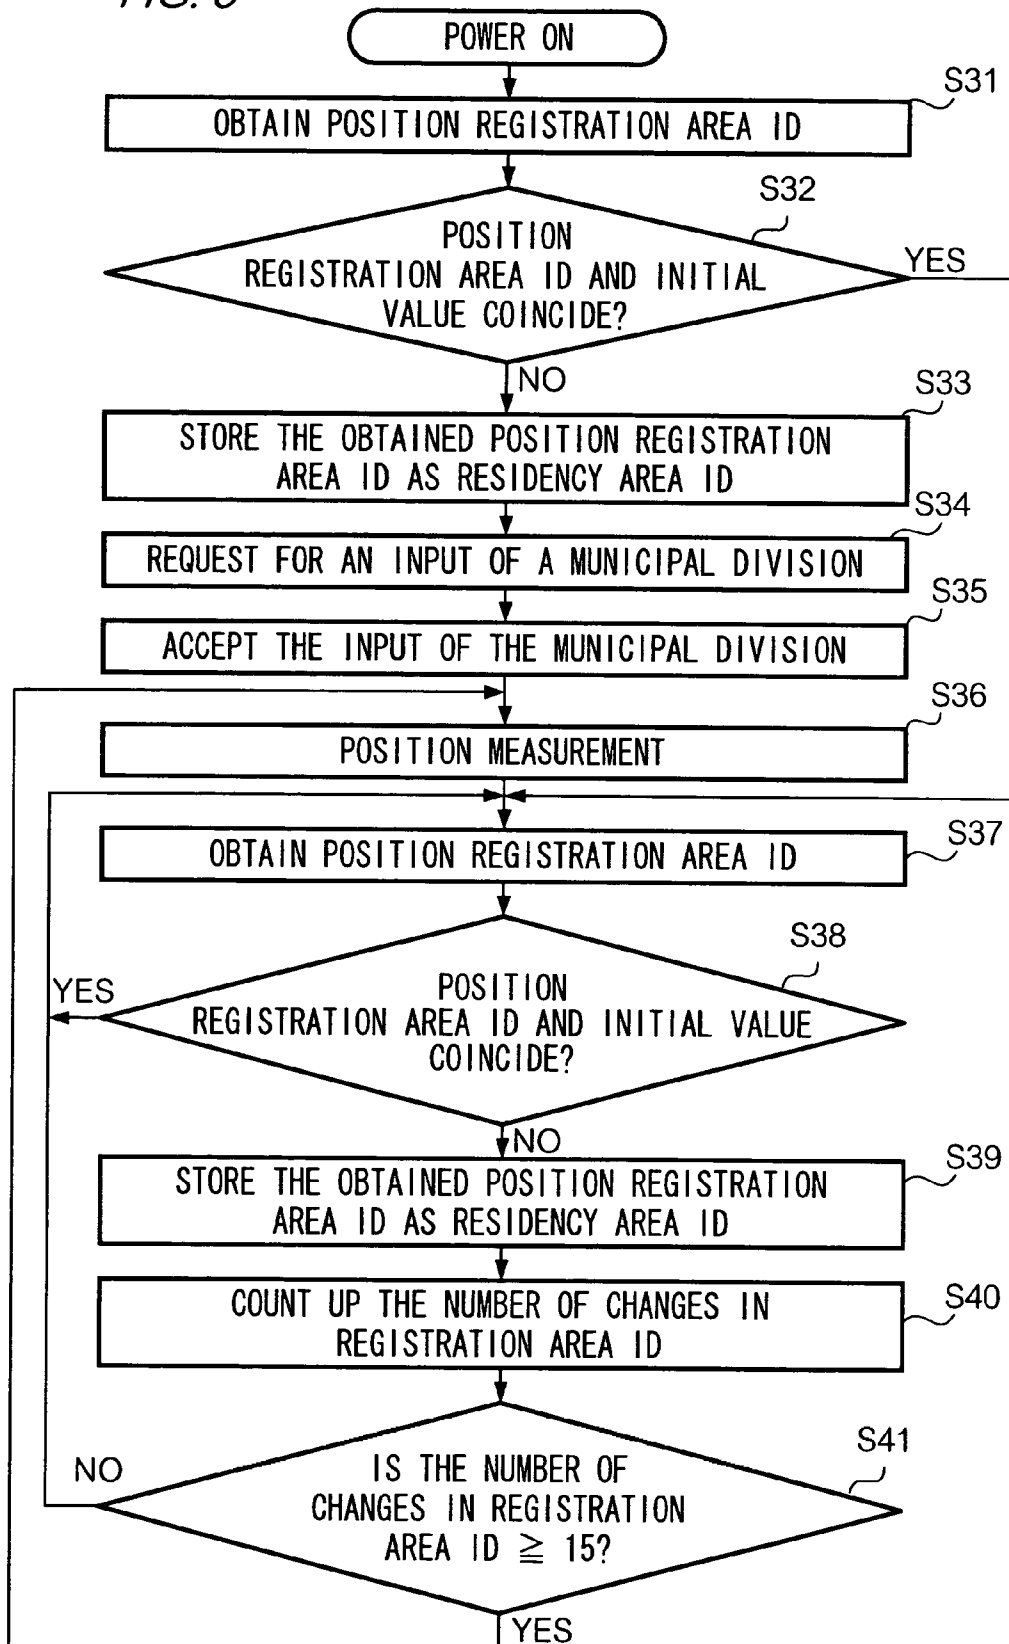 POWER ON
S31
OBTAIN POSITION REGISTRATION AREA ID
S32
POSITION
REGISTRATION AREA ID AND INITIAL
VALUE COINCIDE?
YES
NO
S33
STORE THE OBTAINED POSITION REGISTRATION
AREA ID AS RESIDENCY AREA ID
S34
REQUEST FOR AN INPUT OF A MUNICIPAL DIVISION
S35
ACCEPT THE INPUT OF THE MUNICIPAL DIVISION
S36
POSITION MEASUREMENT
S37
OBTAIN POSITION REGISTRATION AREA ID
S38
YES
POSITION
REGISTRATION AREA ID AND INITIAL VALUE
COINCIDE?
NO
S39
STORE THE OBTAINED POSITION REGISTRATION
AREA ID AS RESIDENCY AREA ID
S40
COUNT UP THE NUMBER OF CHANGES IN
REGISTRATION AREA ID
S41
NO
IS THE NUMBER OF
CHANGES IN REGISTRATION
AREA ID ≧ 15?
YES